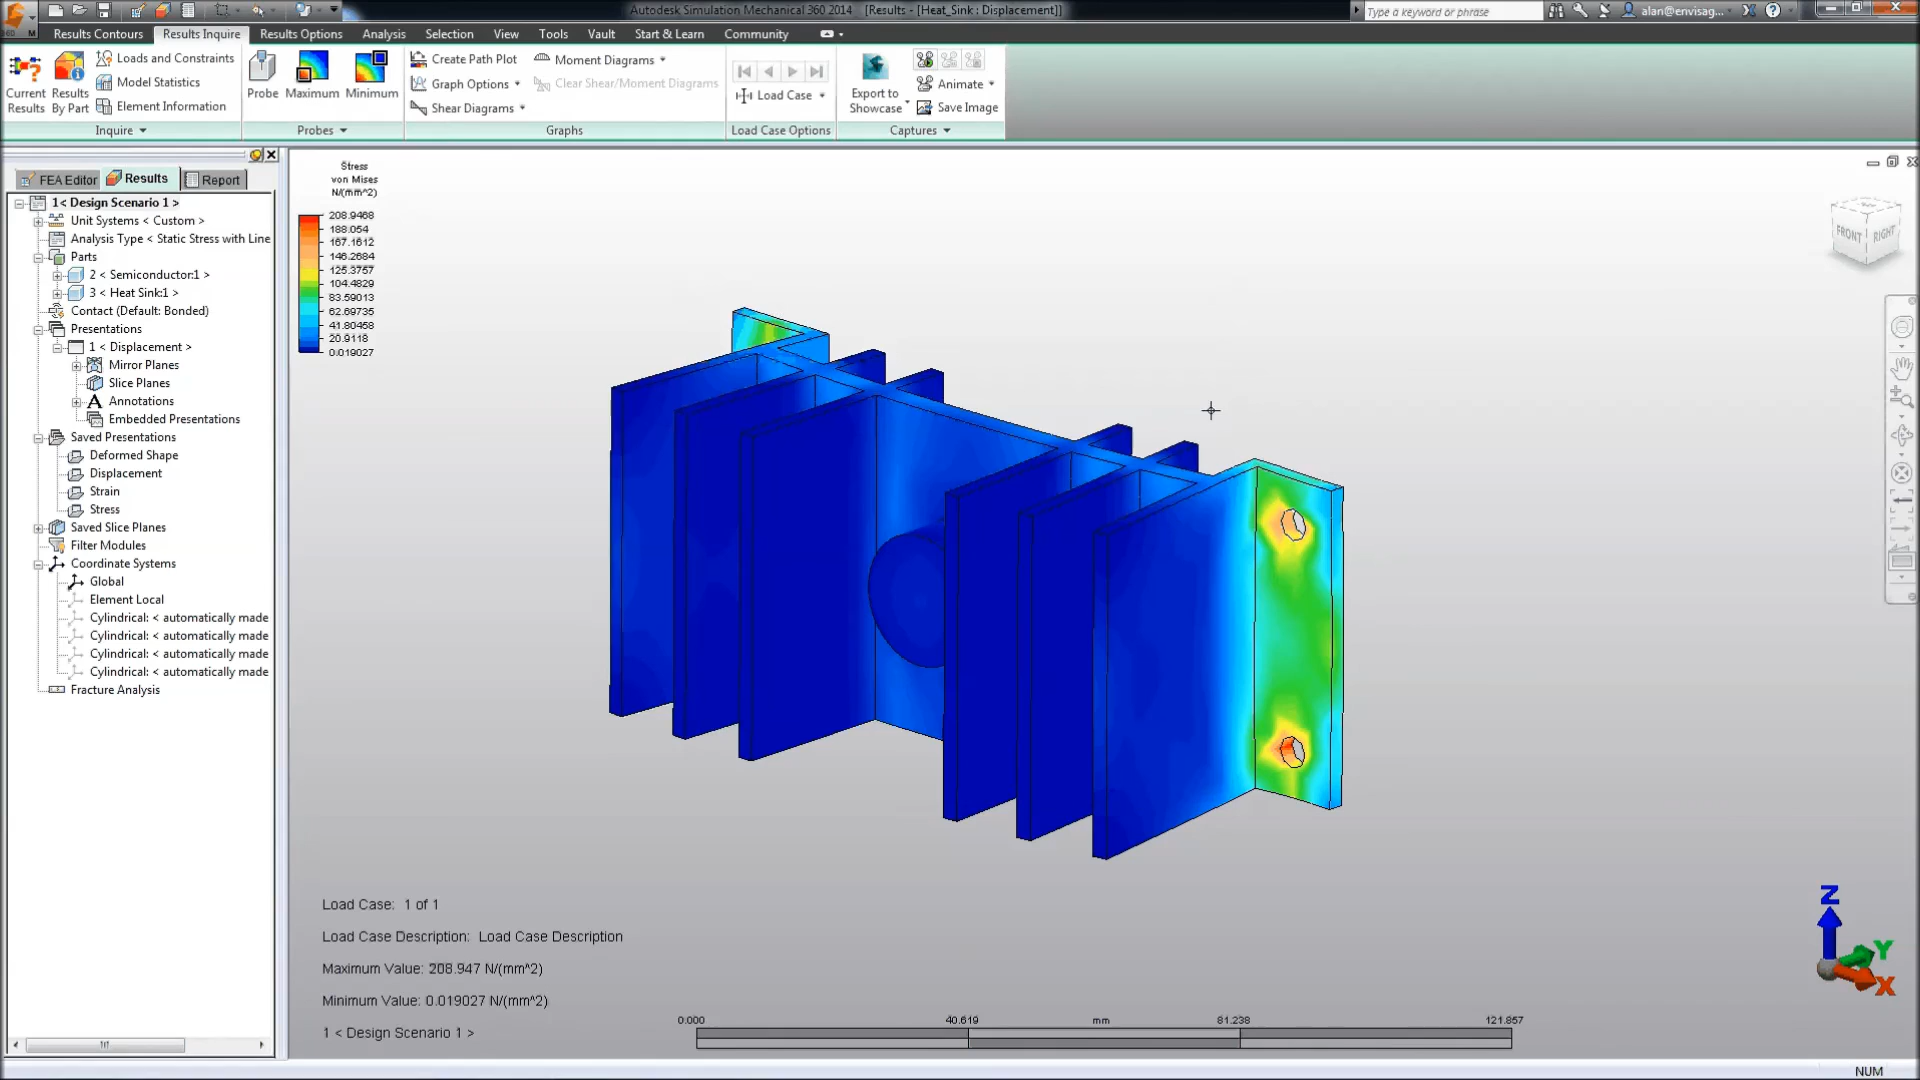 Autodesk Simulation Mechanical 360 2014 [Results - [Heat_Sink : Displacement]]
Type a keyword or phrase
alan@envisag...
360 M
Results Contours
Results Inquire
Results Options
Analysis
Selection
View
Tools
Vault
Start & Learn
Community
Current Results
Results By Part
Loads and Constraints
Model Statistics
Element Information
Inquire
Probe
Maximum
Minimum
Probes
Create Path Plot
Graph Options
Shear Diagrams
Moment Diagrams
Clear Shear/Moment Diagrams
Graphs
Load Case
Load Case Options
Export to Showcase
Animate
Save Image
Captures
FEA Editor
Results
Report
1< Design Scenario 1 >
Unit Systems < Custom >
Analysis Type < Static Stress with Line
Parts
2 < Semiconductor:1 >
3 < Heat Sink:1 >
Contact (Default: Bonded)
Presentations
1 < Displacement >
Mirror Planes
Slice Planes
A Annotations
Embedded Presentations
Saved Presentations
Deformed Shape
Displacement
Strain
Stress
Saved Slice Planes
Filter Modules
Coordinate Systems
Global
Element Local
Cylindrical: < automatically made
Cylindrical: < automatically made
Cylindrical: < automatically made
Cylindrical: < automatically made
Fracture Analysis
Stress
von Mises
N/(mm^2)
208.9468
188.054
167.1612
146.2684
125.3757
104.4829
83.59013
62.69735
41.80458
20.9118
0.019027
FRONT
RIGHT
Load Case: 1 of 1
Load Case Description: Load Case Description
Maximum Value: 208.947 N/(mm^2)
Minimum Value: 0.019027 N/(mm^2)
1 < Design Scenario 1 >
0.000
40.619
mm
81.238
121.857
Z
Y
X
NUM